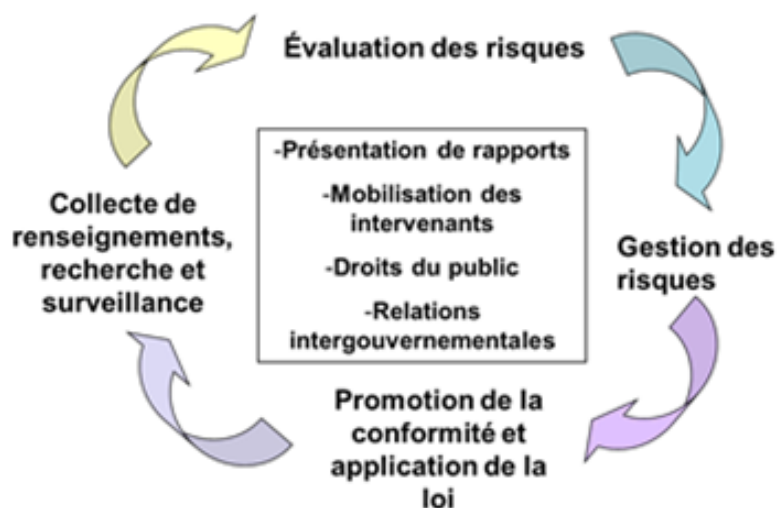 Évaluation des risques
-Présentation de rapports
-Mobilisation des
intervenants
-Droits du public
-Relations
intergouvernementales
Collecte de
renseignements,
recherche et
surveillance
Gestion des
risques
Promotion de la
conformité et
application de la
loi